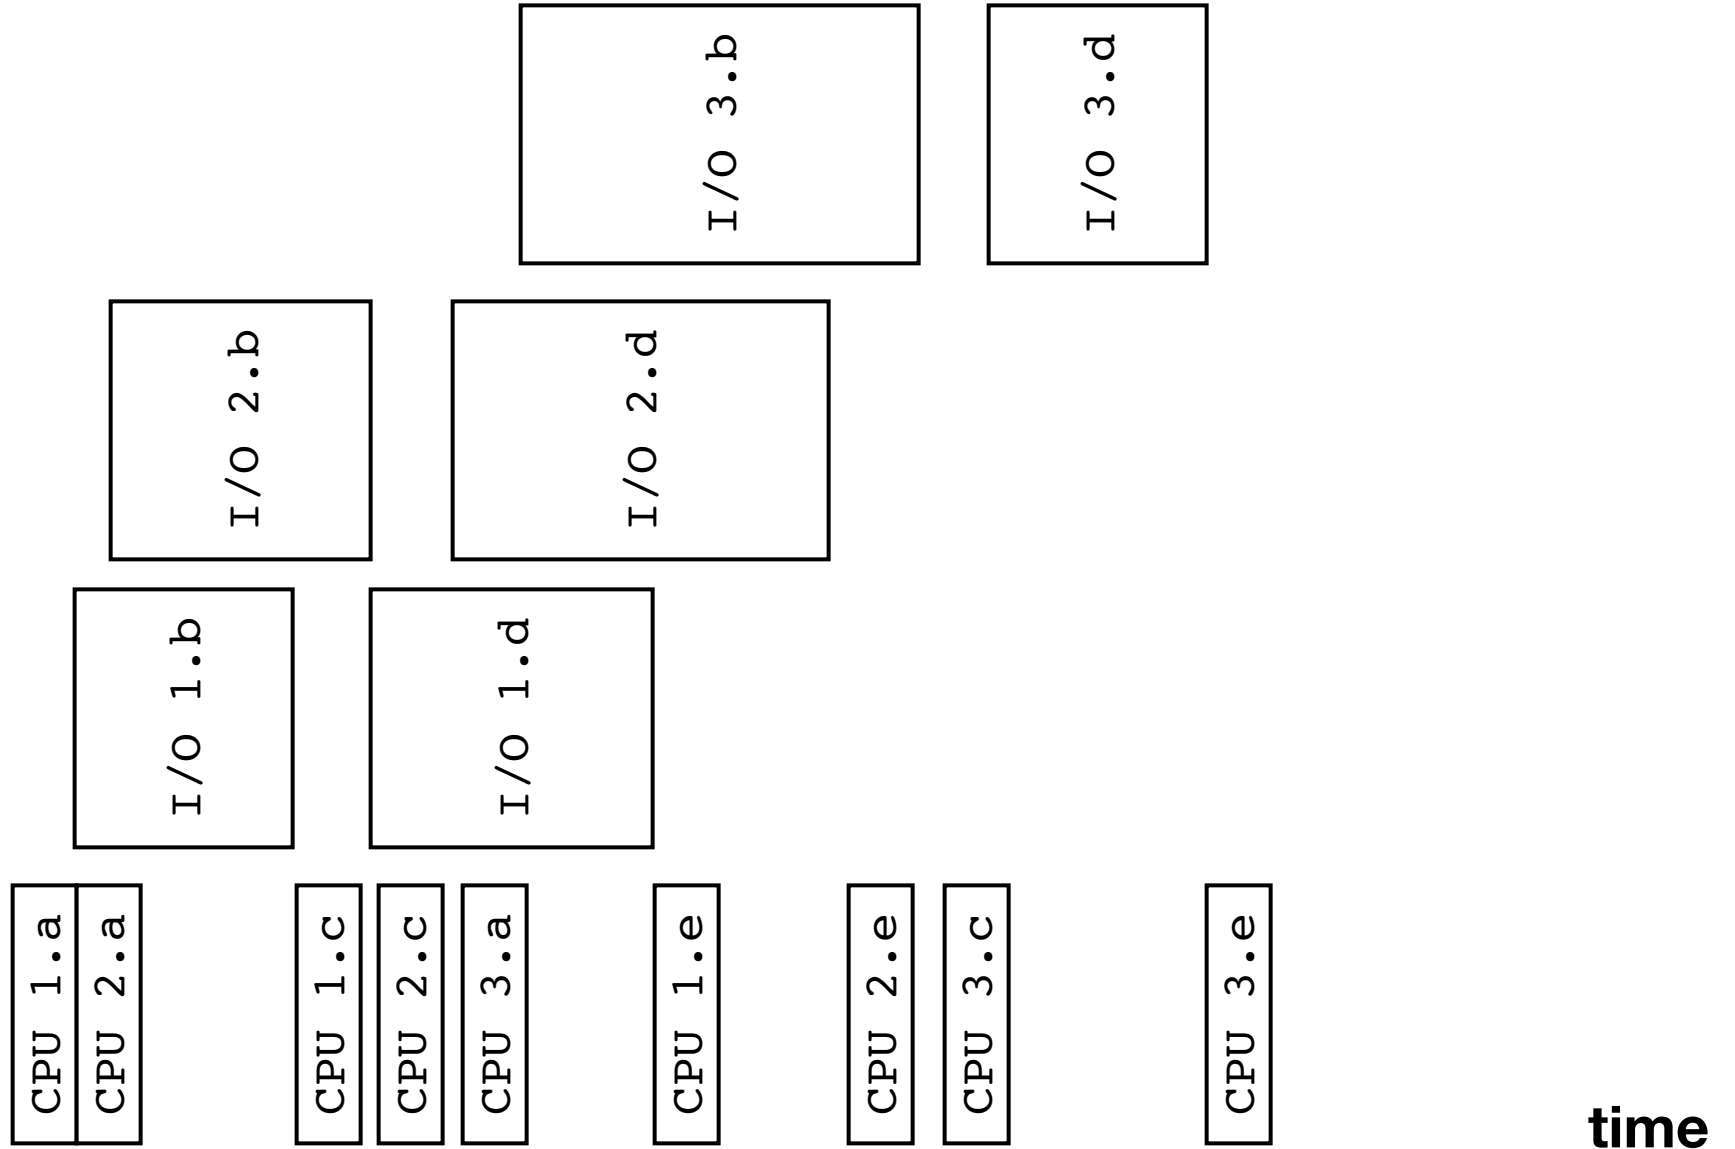 I/O 3.b
I/O 3.d
I/O 2.b
I/O 2.d
I/O 1.b
I/O 1.d
CPU 1.a
CPU 2.a
CPU 1.c
CPU 2.c
CPU 3.a
CPU 1.e
CPU 2.e
CPU 3.c
CPU 3.e
time